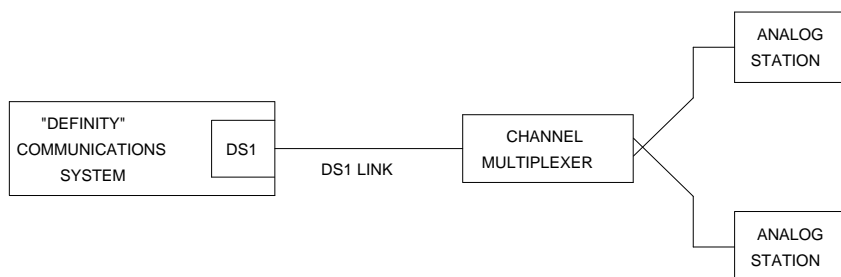 "DEFINITY"
COMMUNICATIONS
SYSTEM
DS1
DS1 LINK
CHANNEL
MULTIPLEXER
ANALOG
STATION
ANALOG
STATION